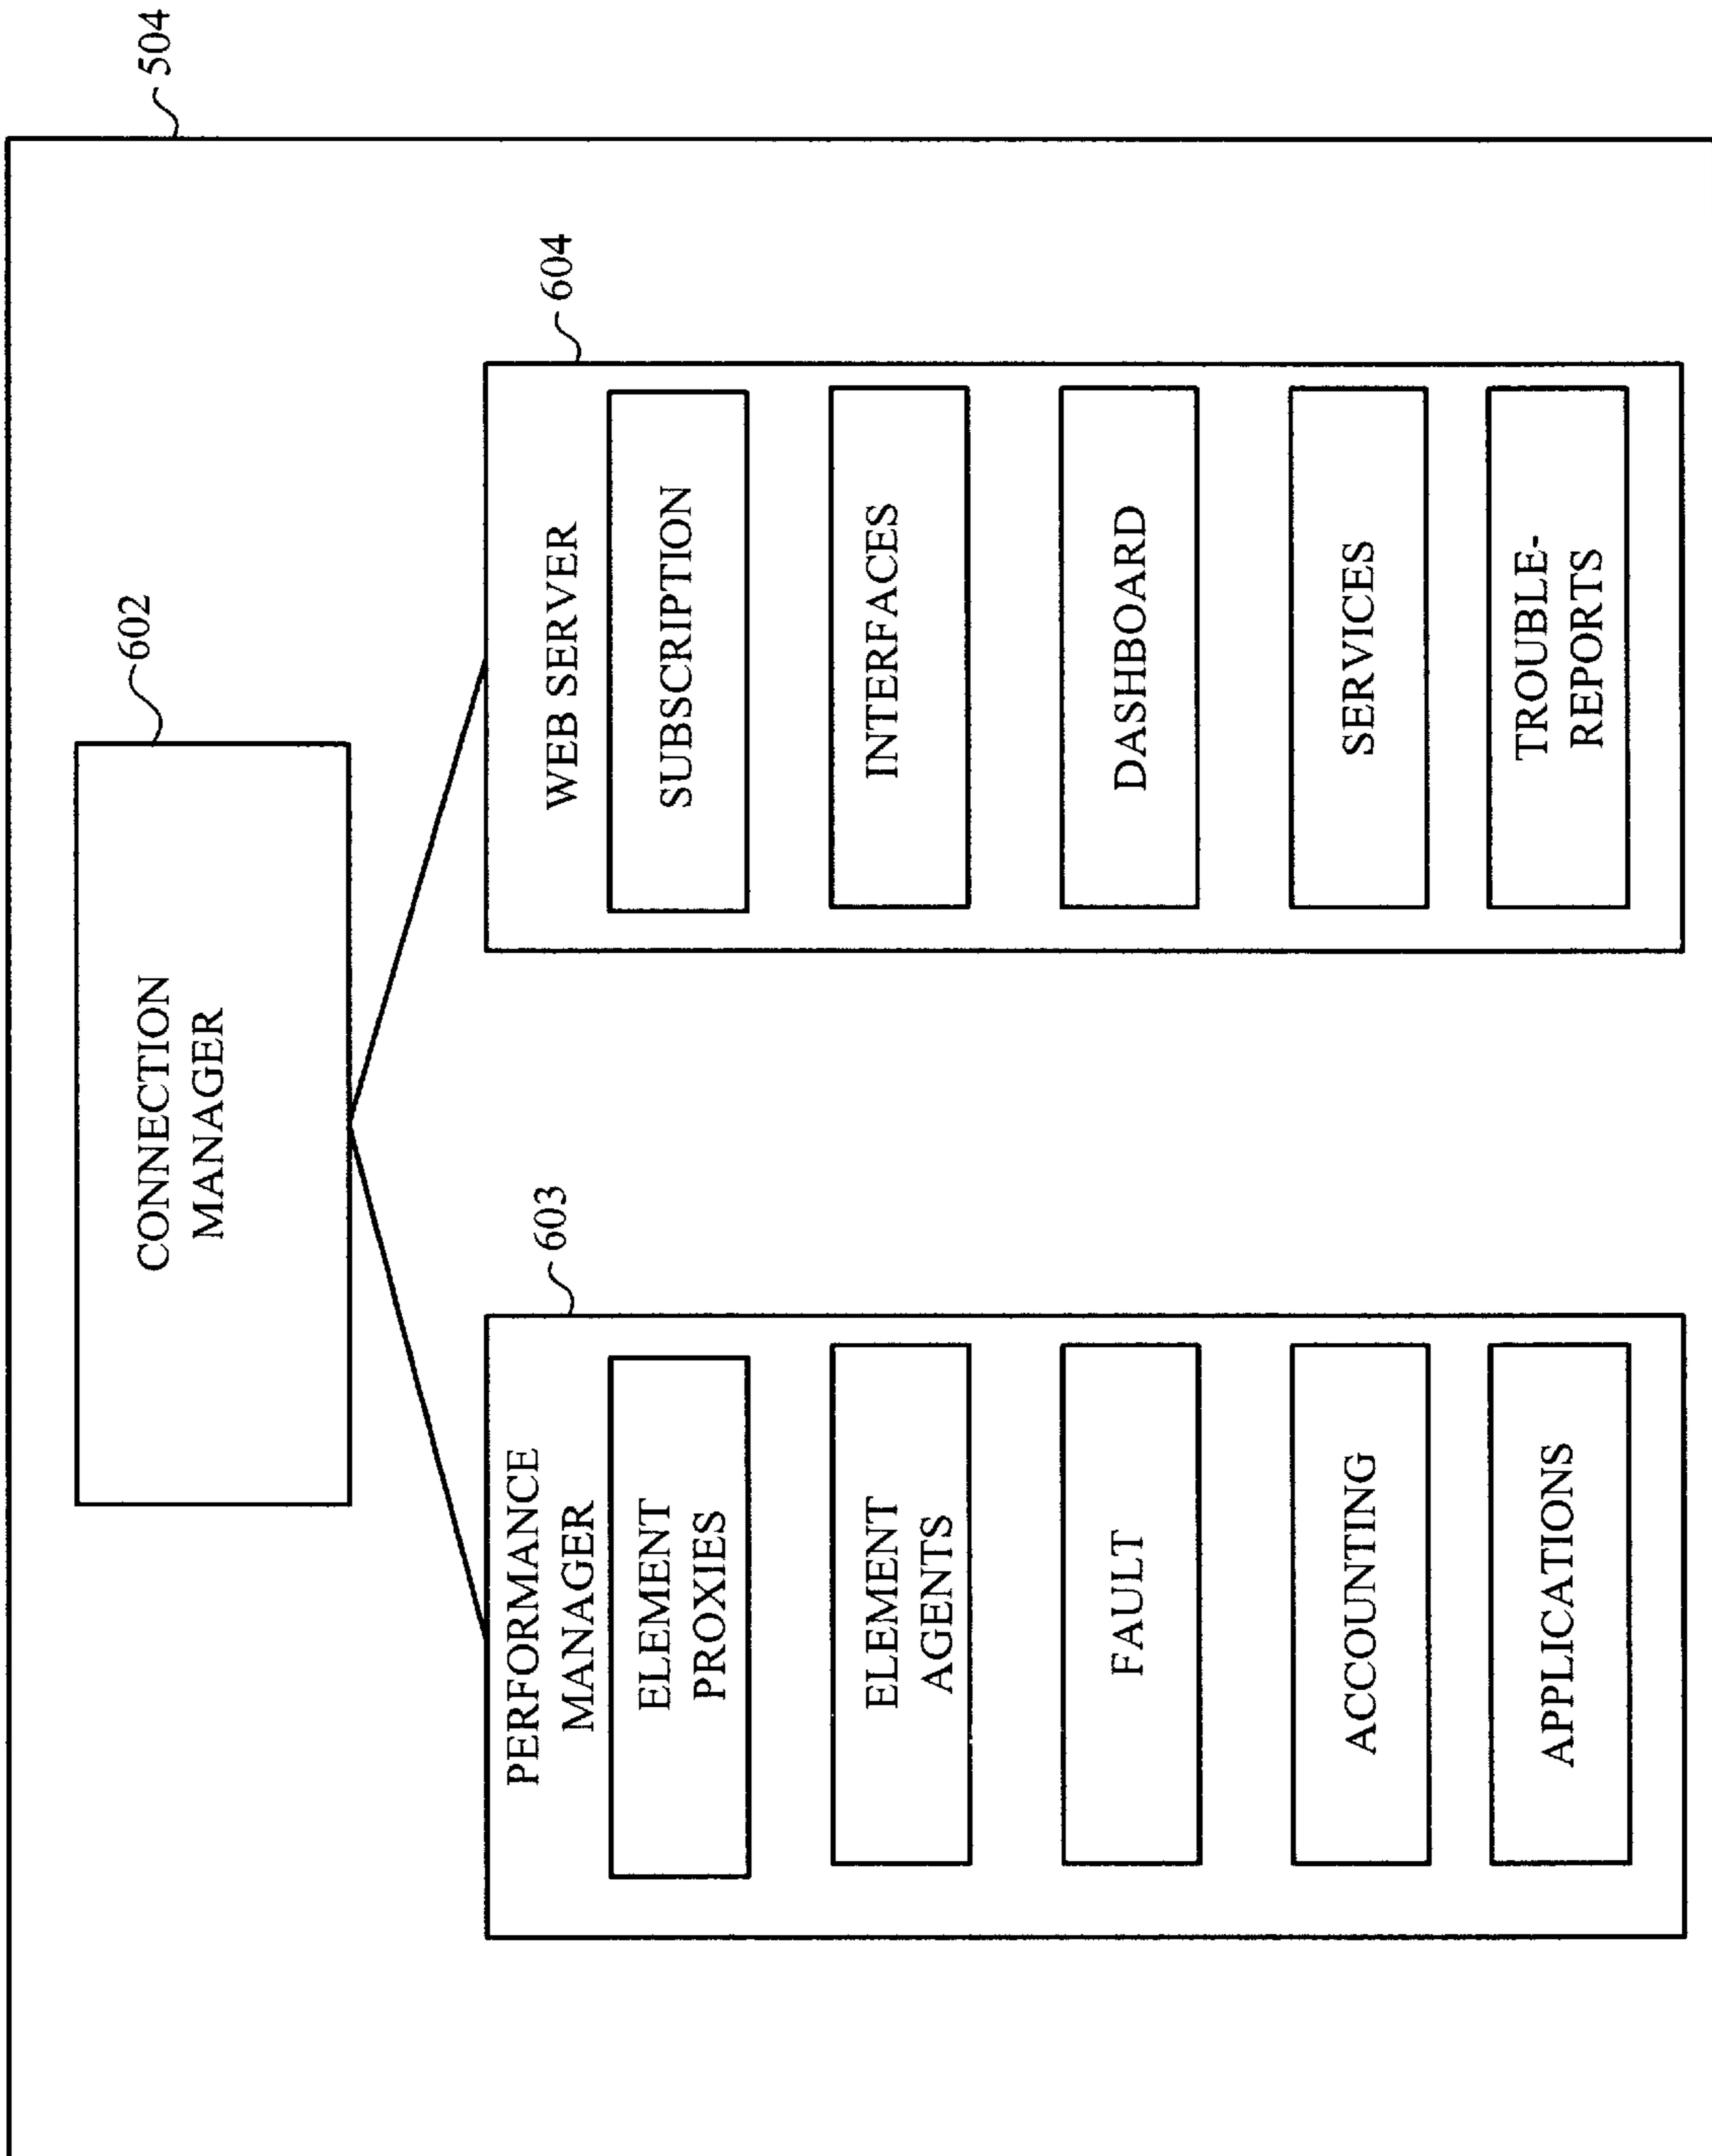 504
602
CONNECTION
MANAGER
603
PERFORMANCE
MANAGER
ELEMENT
PROXIES
ELEMENT
AGENTS
FAULT
ACCOUNTING
APPLICATIONS
604
WEB SERVER
SUBSCRIPTION
INTERFACES
DASHBOARD
SERVICES
TROUBLE-
REPORTS